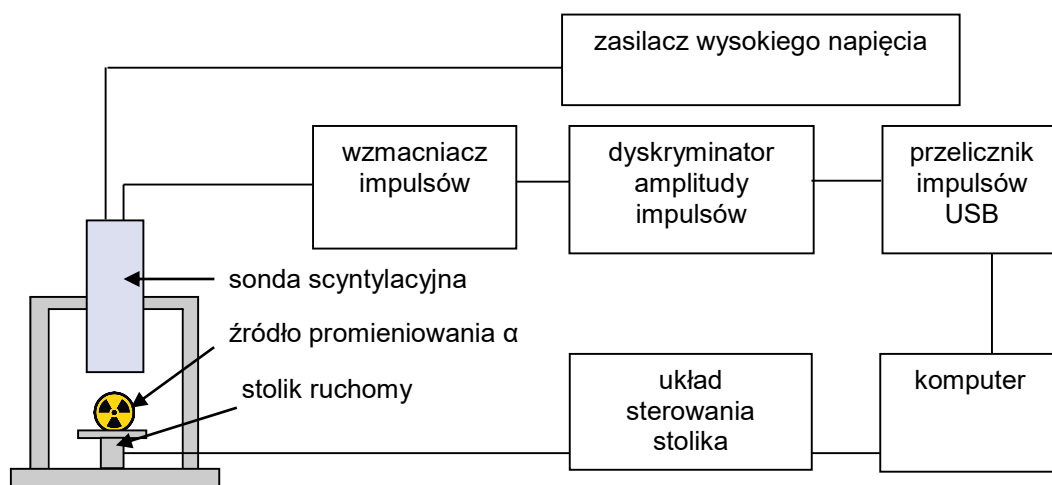 zasilacz wysokiego napięcia
wzmacniacz
impulsów
dyskryminator
amplitudy
impulsów
przelicznik
impulsów
USB
sonda scyntylacyjna
źródło promieniowania α
stolik ruchomy
układ
sterowania
stolika
komputer